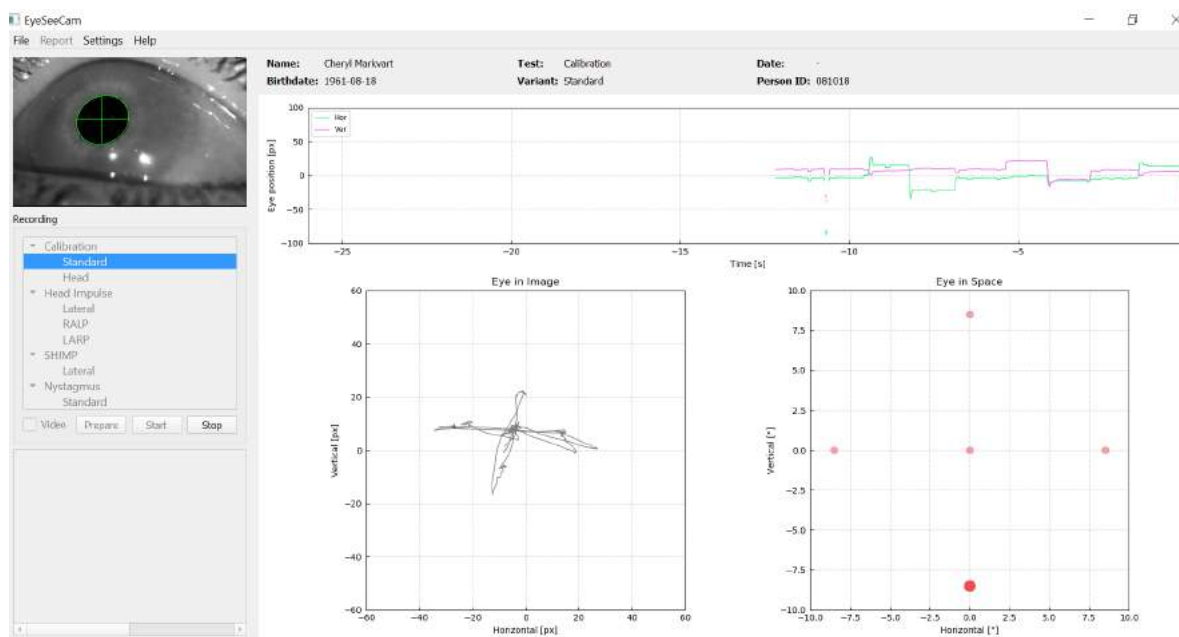 EyeSeeCam
File Report Settings Help
Name: Cheryl Markvart Test: Calibration Date: -
Birthdate: 1961-08-18 Variant: Standard Person ID: 081018
Hor
Ver
Eye position [px]
100
50
0
−50
−100
−25 −20 −15 −10 −5
Time [s]
Recording
Calibration
Standard
Head
Head Impulse
Lateral
RALP
LARP
SHIMP
Lateral
Nystagmus
Standard
Video Prepare Start Stop
Eye in Image
Vertical [px]
60
40
20
0
−20
−40
−60
−60 −40 −20 0 20 40 60
Horizontal [px]
Eye in Space
Vertical [°]
10.0
7.5
5.0
2.5
0.0
−2.5
−5.0
−7.5
−10.0
−10.0 −7.5 −5.0 −2.5 0.0 2.5 5.0 7.5 10.0
Horizontal [°]